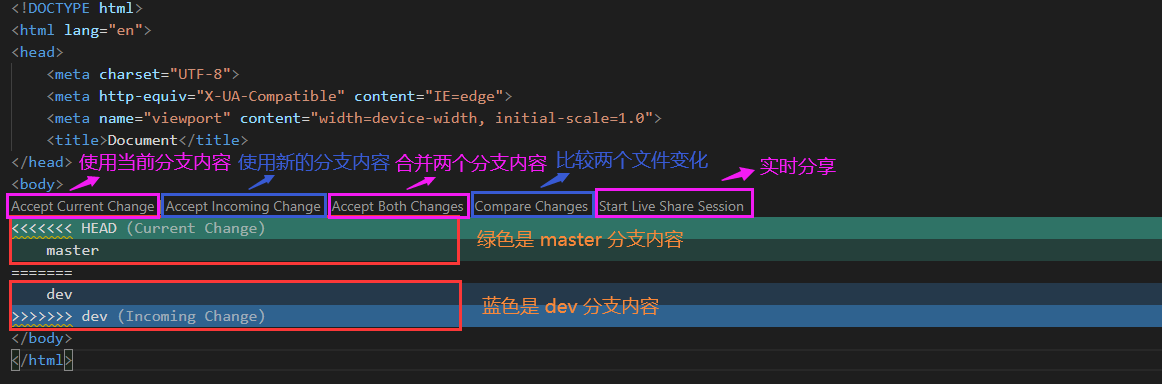 <!DOCTYPE html>
<html lang="en">
<head>
    <meta charset="UTF-8">
    <meta http-equiv="X-UA-Compatible" content="IE=edge">
    <meta name="viewport" content="width=device-width, initial-scale=1.0">
    <title>Document</title>
</head> 使用当前分支内容 使用新的分支内容 合并两个分支内容 比较两个文件变化 实时分享
<body>
Accept Current Change | Accept Incoming Change | Accept Both Changes | Compare Changes | Start Live Share Session
<<<<<<< HEAD (Current Change)
    master 绿色是 master 分支内容
=======
    dev 蓝色是 dev 分支内容
>>>>>>> dev (Incoming Change)
</body>
</html>